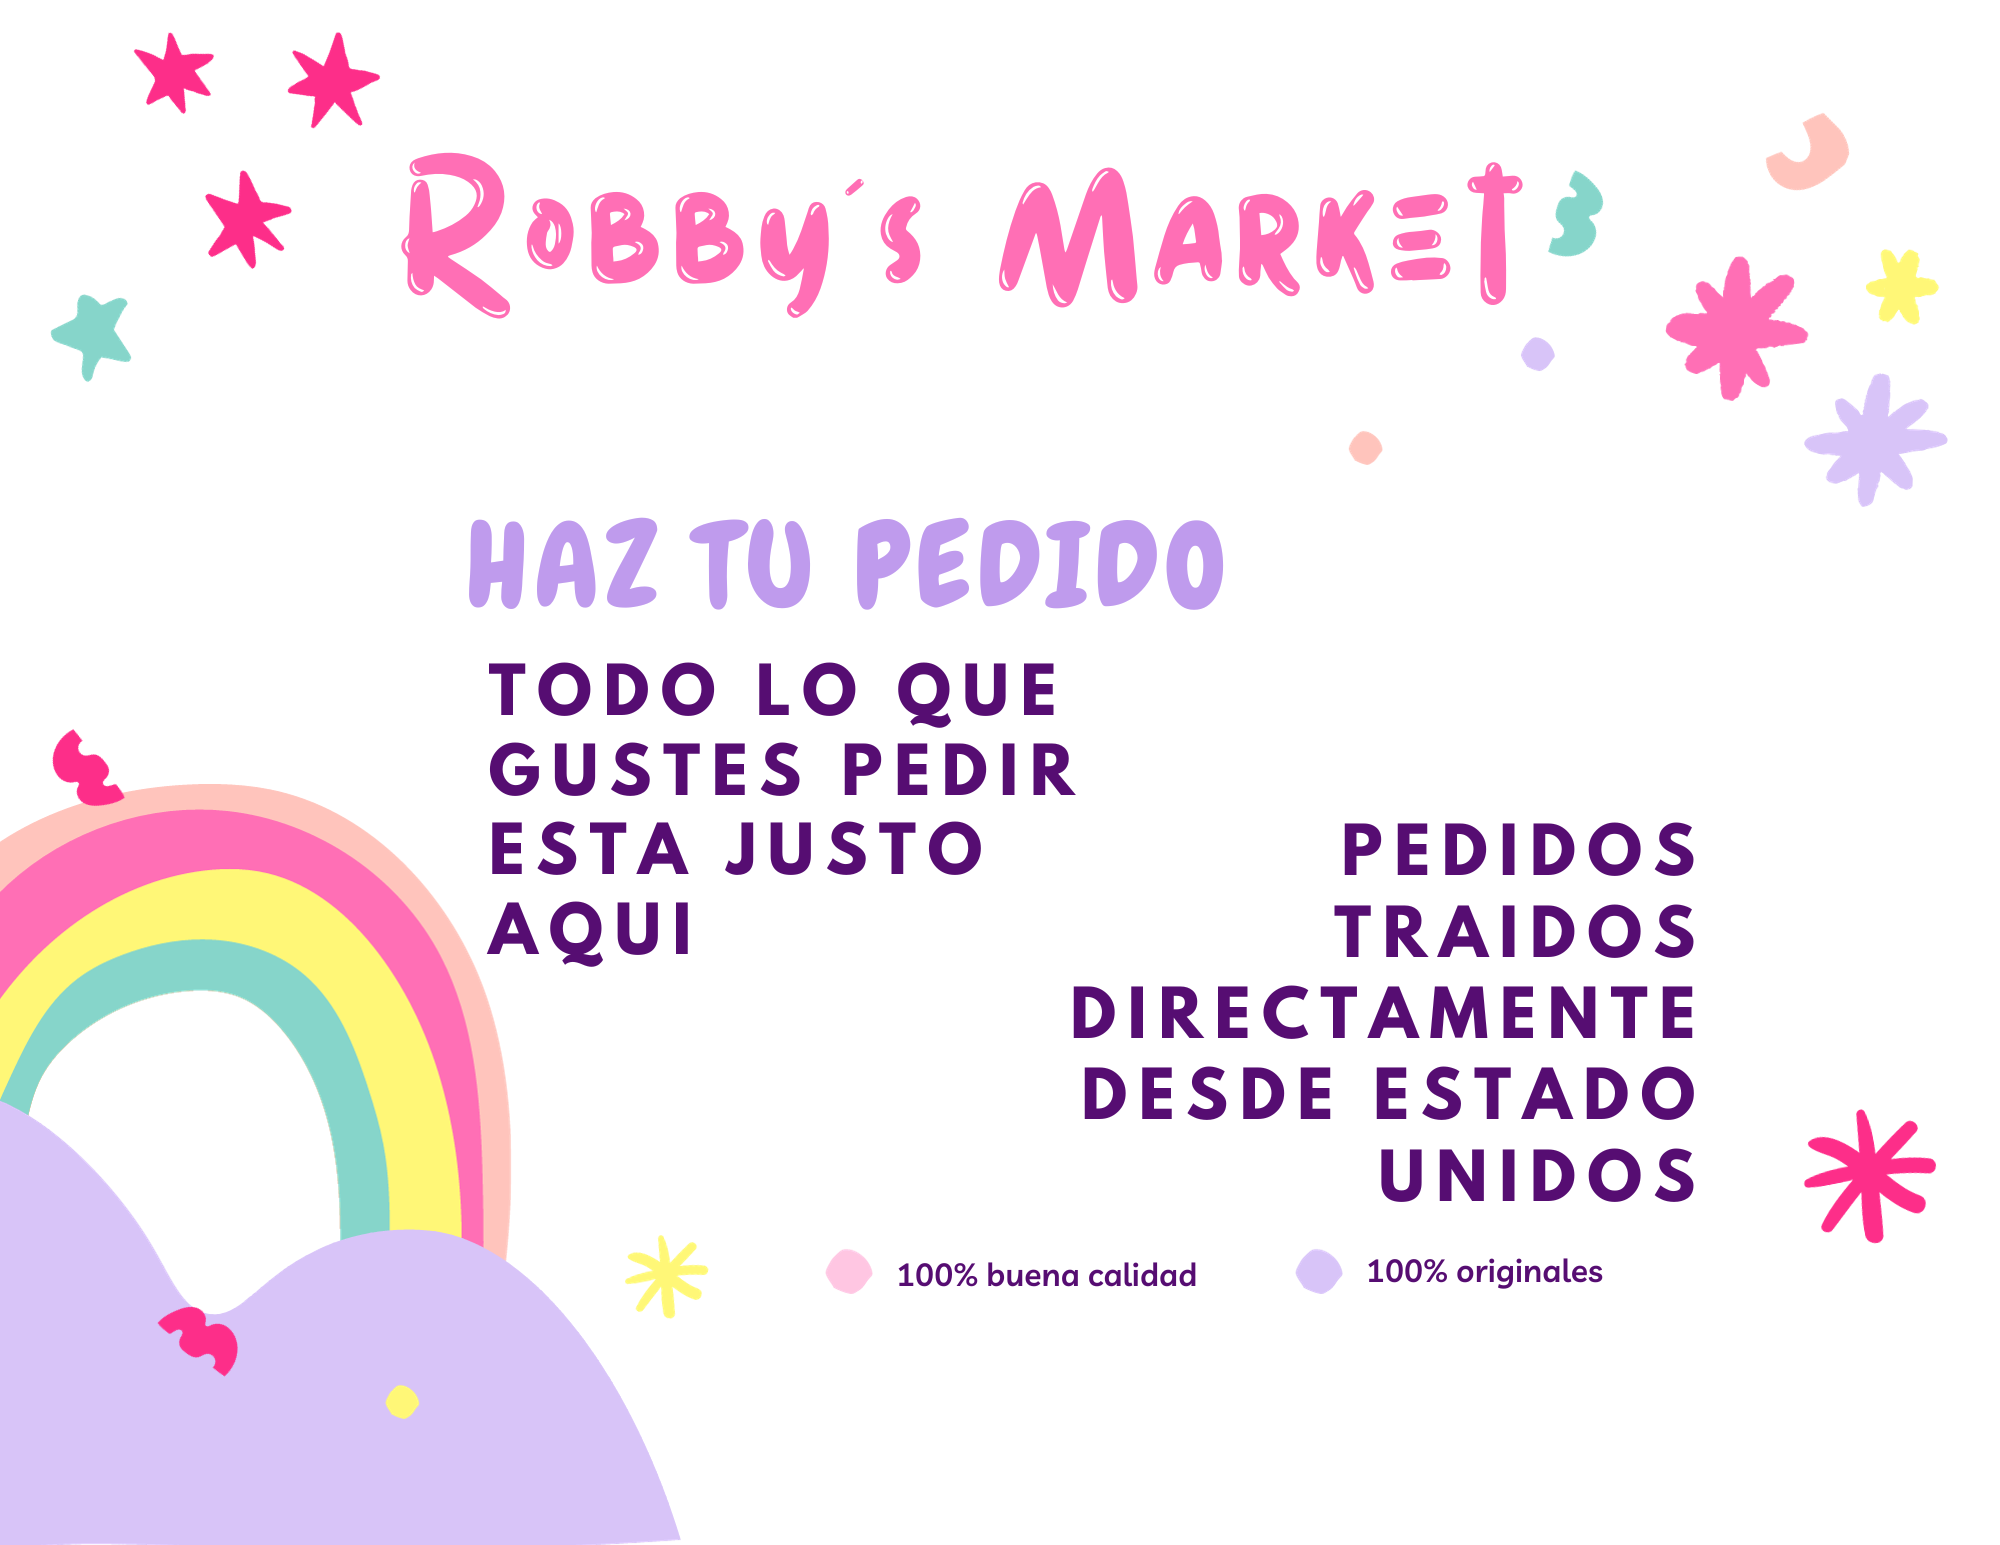 Robby´s Market
HAZ TU PEDIDO
TODO LO QUE
GUSTES PEDIR
ESTA JUSTO
AQUI
PEDIDOS
TRAIDOS
DIRECTAMENTE
DESDE ESTADO
UNIDOS
100% buena calidad
100% originales